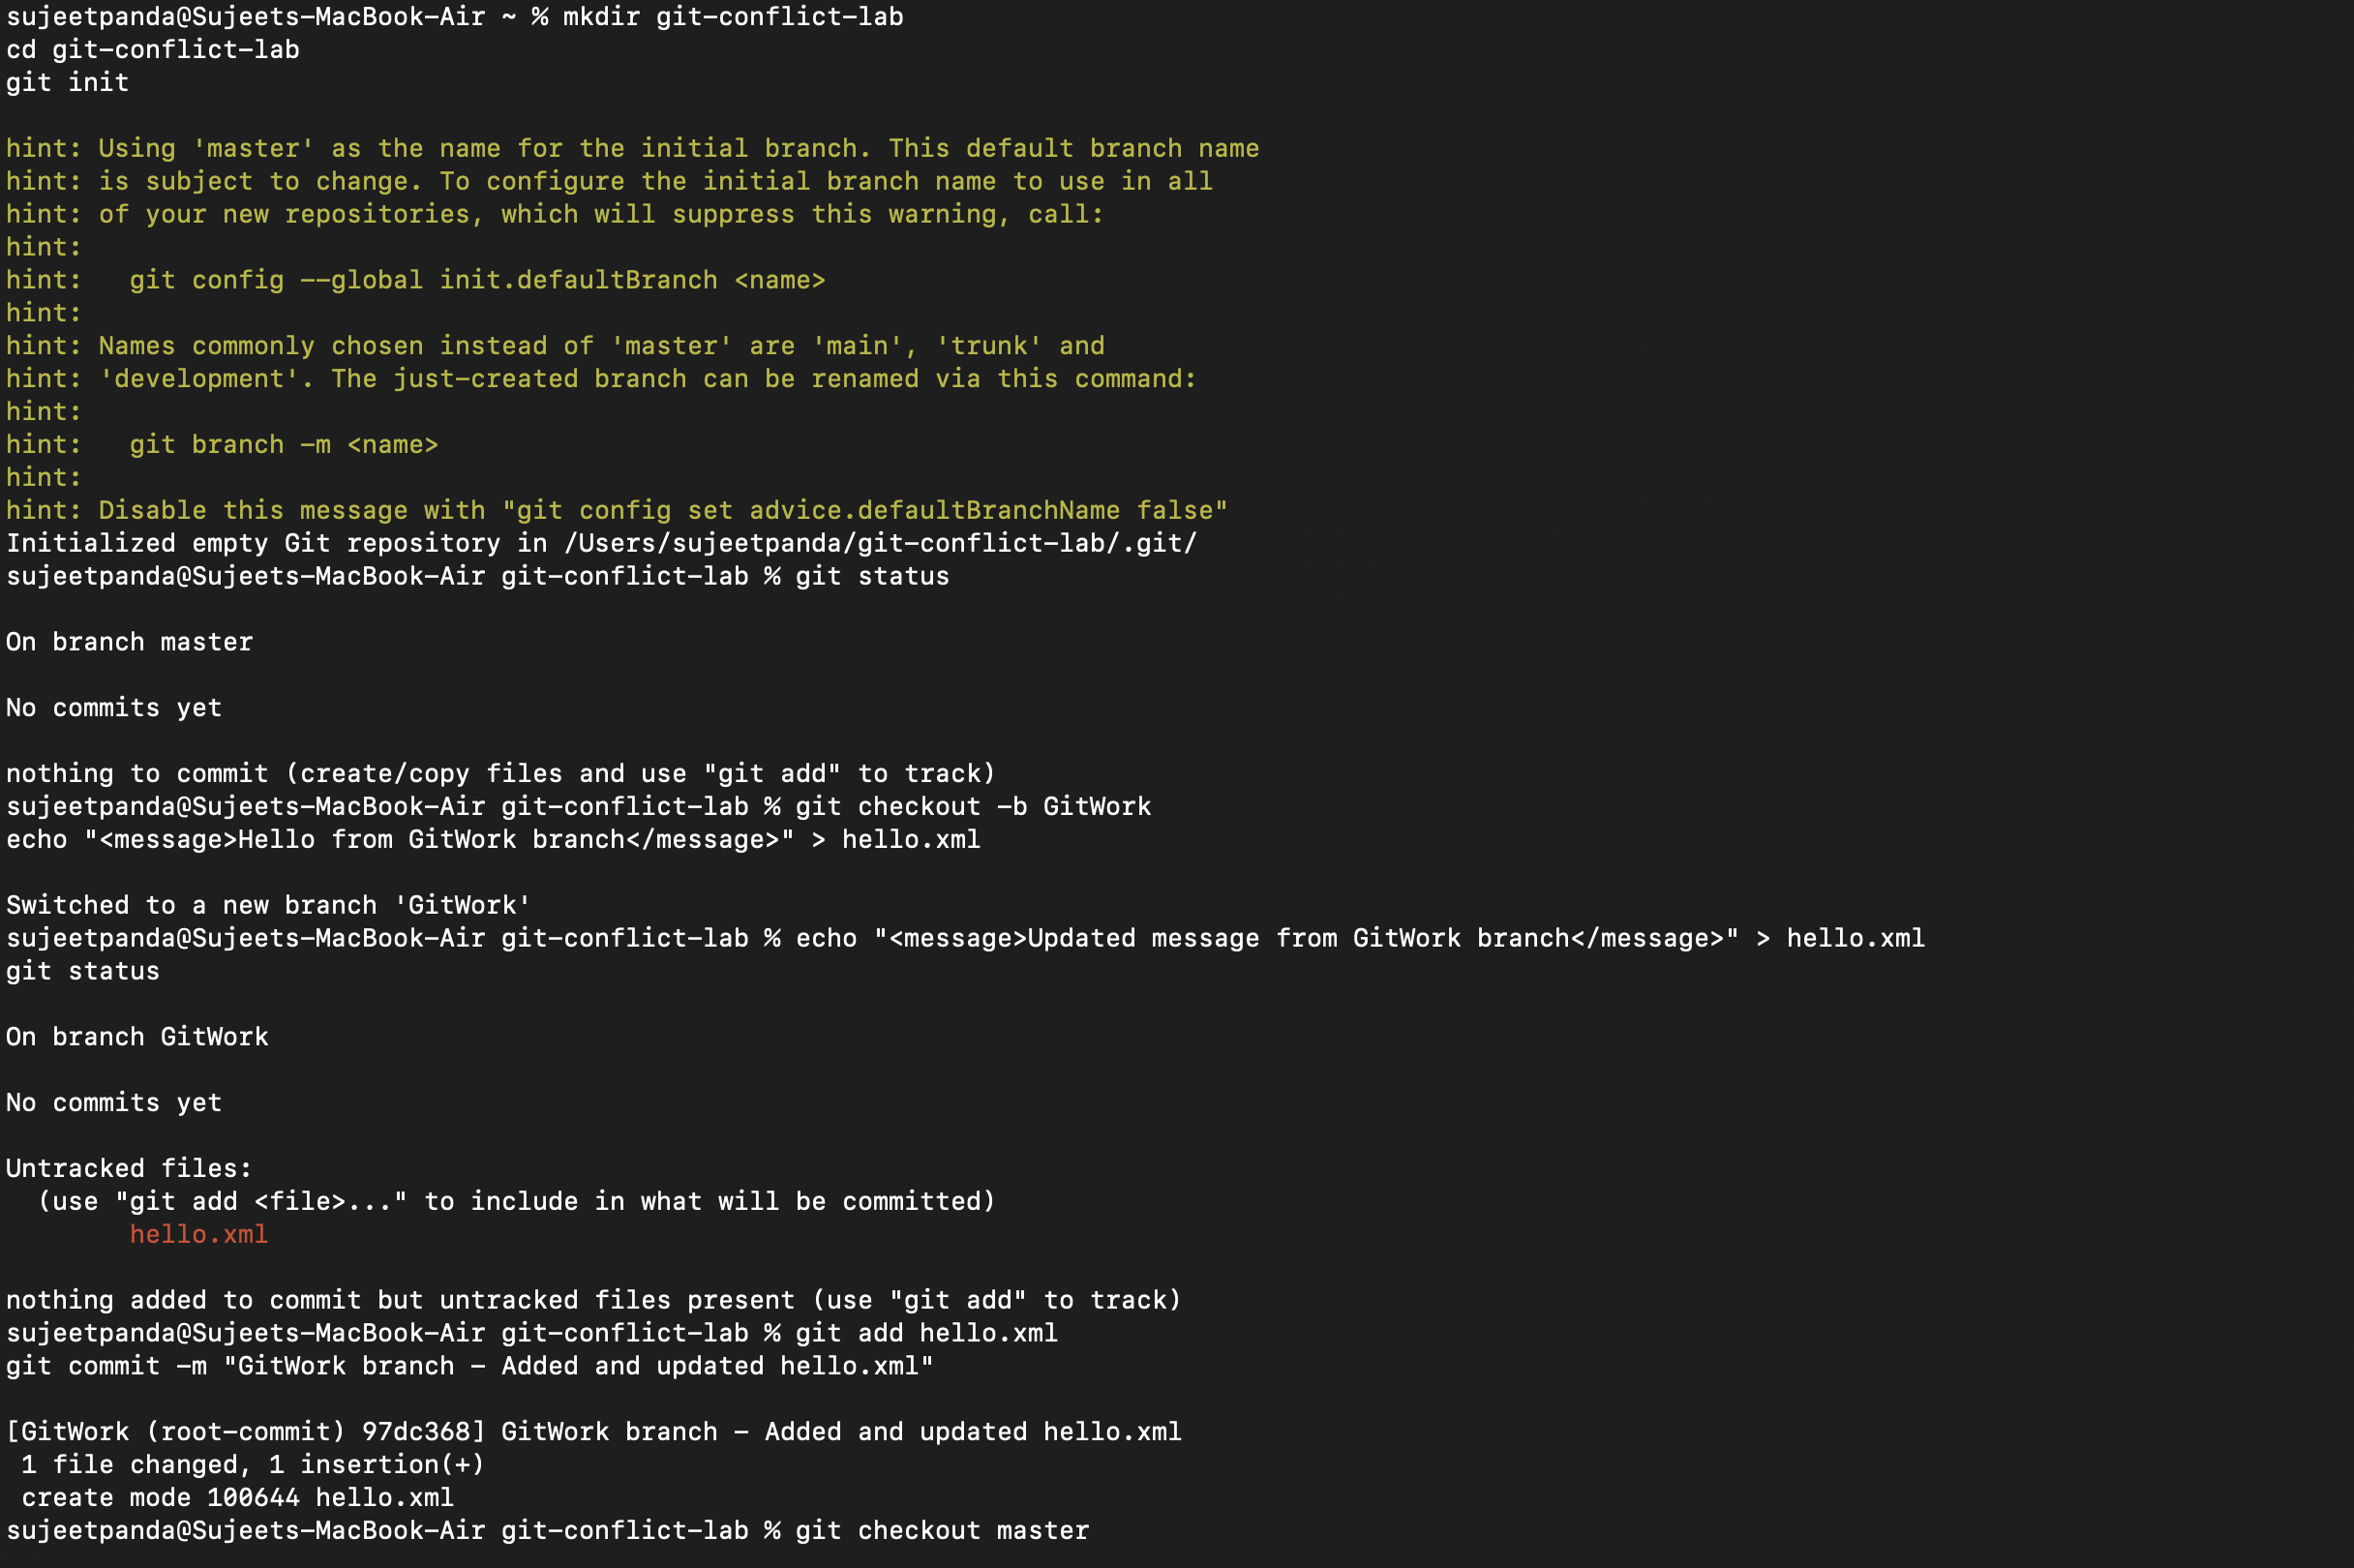 sujeetpanda@Sujeets-MacBook-Air ~ % mkdir git-conflict-lab
cd git-conflict-lab
git init
hint: Using 'master' as the name for the initial branch. This default branch name
hint: is subject to change. To configure the initial branch name to use in all
hint: of your new repositories, which will suppress this warning, call:
hint:
hint:   git config --global init.defaultBranch <name>
hint:
hint: Names commonly chosen instead of 'master' are 'main', 'trunk' and
hint: 'development'. The just-created branch can be renamed via this command:
hint:
hint:   git branch -m <name>
hint:
hint: Disable this message with "git config set advice.defaultBranchName false"
Initialized empty Git repository in /Users/sujeetpanda/git-conflict-lab/.git/
sujeetpanda@Sujeets-MacBook-Air git-conflict-lab % git status
On branch master
No commits yet
nothing to commit (create/copy files and use "git add" to track)
sujeetpanda@Sujeets-MacBook-Air git-conflict-lab % git checkout -b GitWork
echo "<message>Hello from GitWork branch</message>" > hello.xml
Switched to a new branch 'GitWork'
sujeetpanda@Sujeets-MacBook-Air git-conflict-lab % echo "<message>Updated message from GitWork branch</message>" > hello.xml
git status
On branch GitWork
No commits yet
Untracked files:
  (use "git add <file>..." to include in what will be committed)
        hello.xml
nothing added to commit but untracked files present (use "git add" to track)
sujeetpanda@Sujeets-MacBook-Air git-conflict-lab % git add hello.xml
git commit -m "GitWork branch - Added and updated hello.xml"
[GitWork (root-commit) 97dc368] GitWork branch - Added and updated hello.xml
 1 file changed, 1 insertion(+)
 create mode 100644 hello.xml
sujeetpanda@Sujeets-MacBook-Air git-conflict-lab % git checkout master